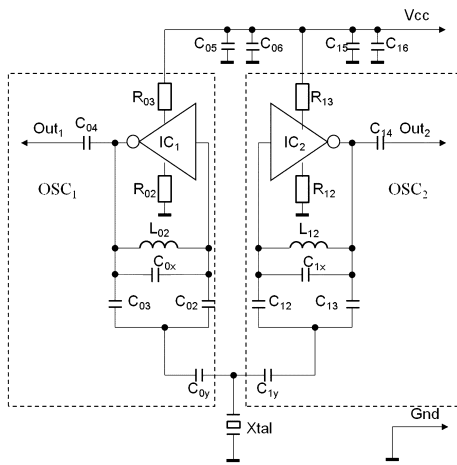 Vcc
C05 C06 C15 C16
R03 R13
Out1 C04 IC1 IC2 C14 Out2
OSC1 R02 R12 OSC2
L02 L12
C0x C1x
C03 C02 C12 C13
C0y C1y
Xtal Gnd